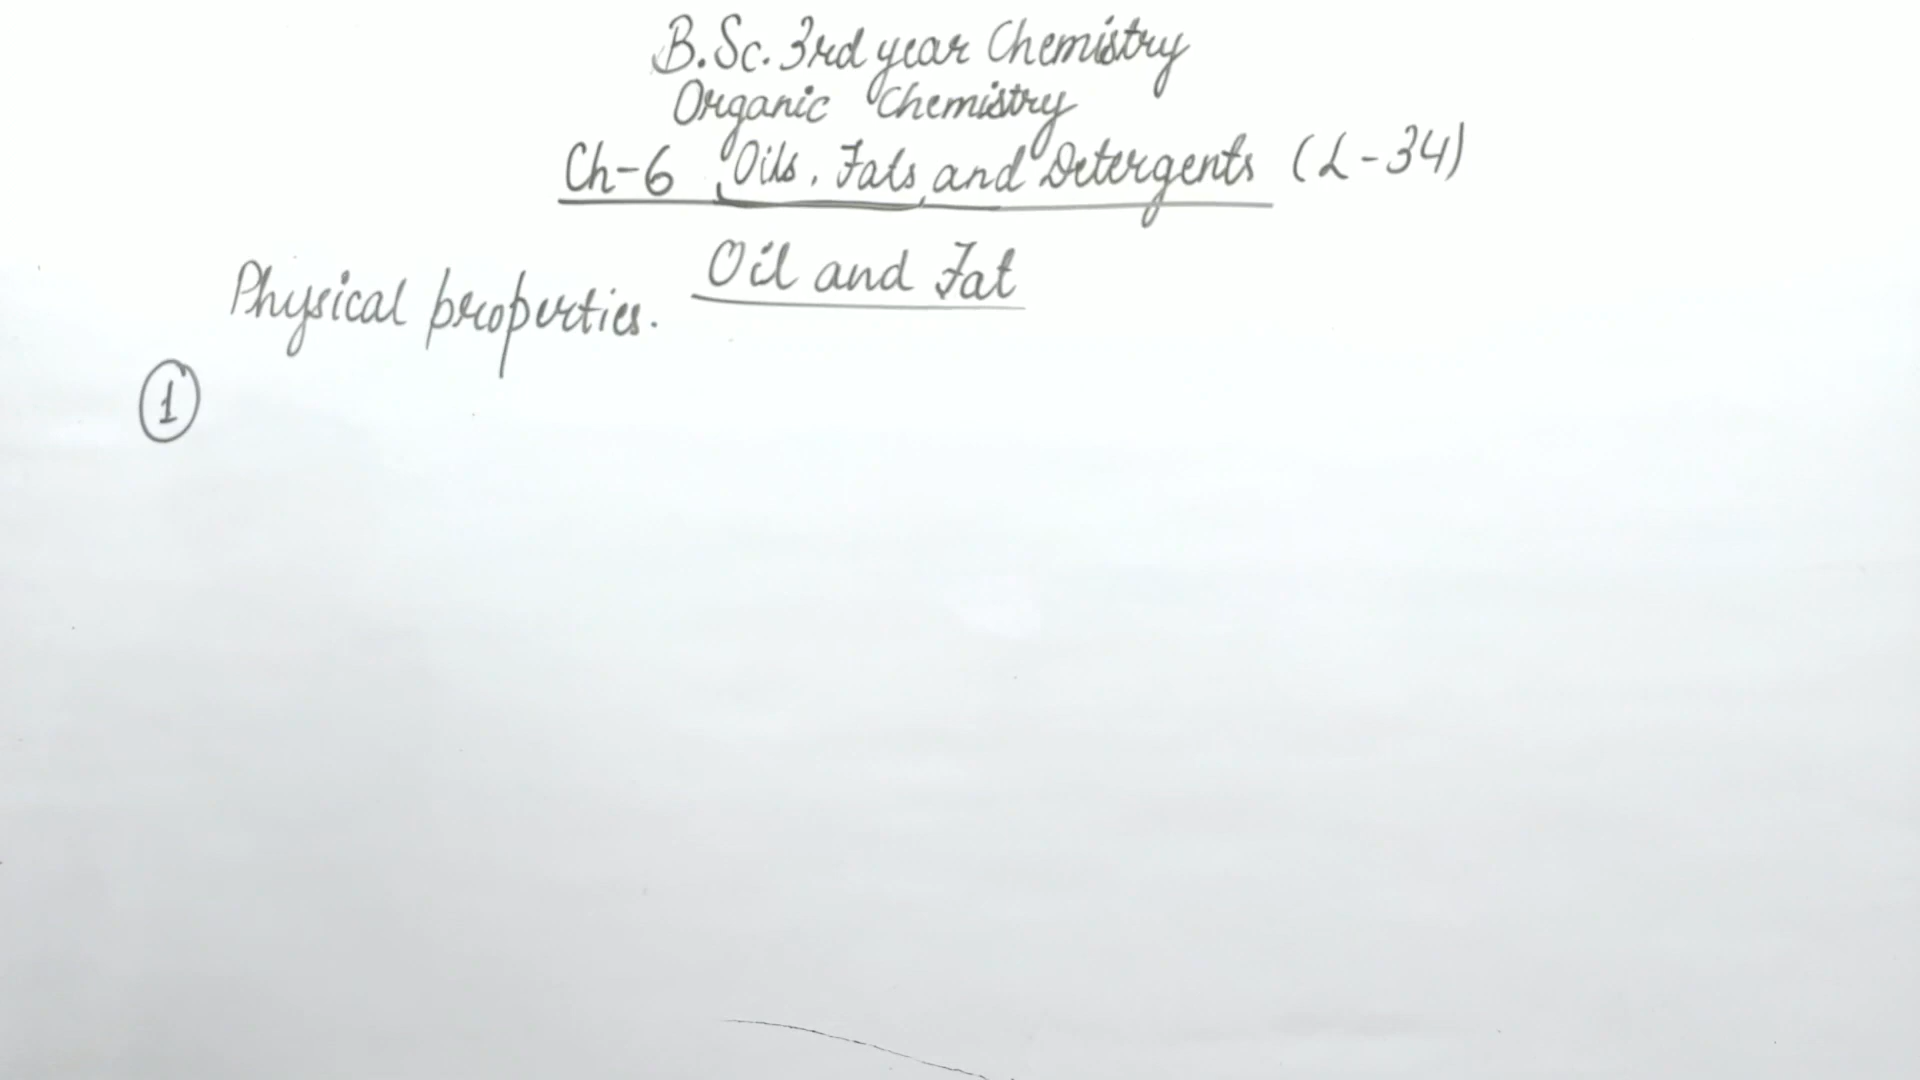 B.Sc. 3rd year Chemistry
Organic Chemistry
Ch-6 Oils, Fats and Detergents (L-34)
Oil and Fat
Physical properties.
1